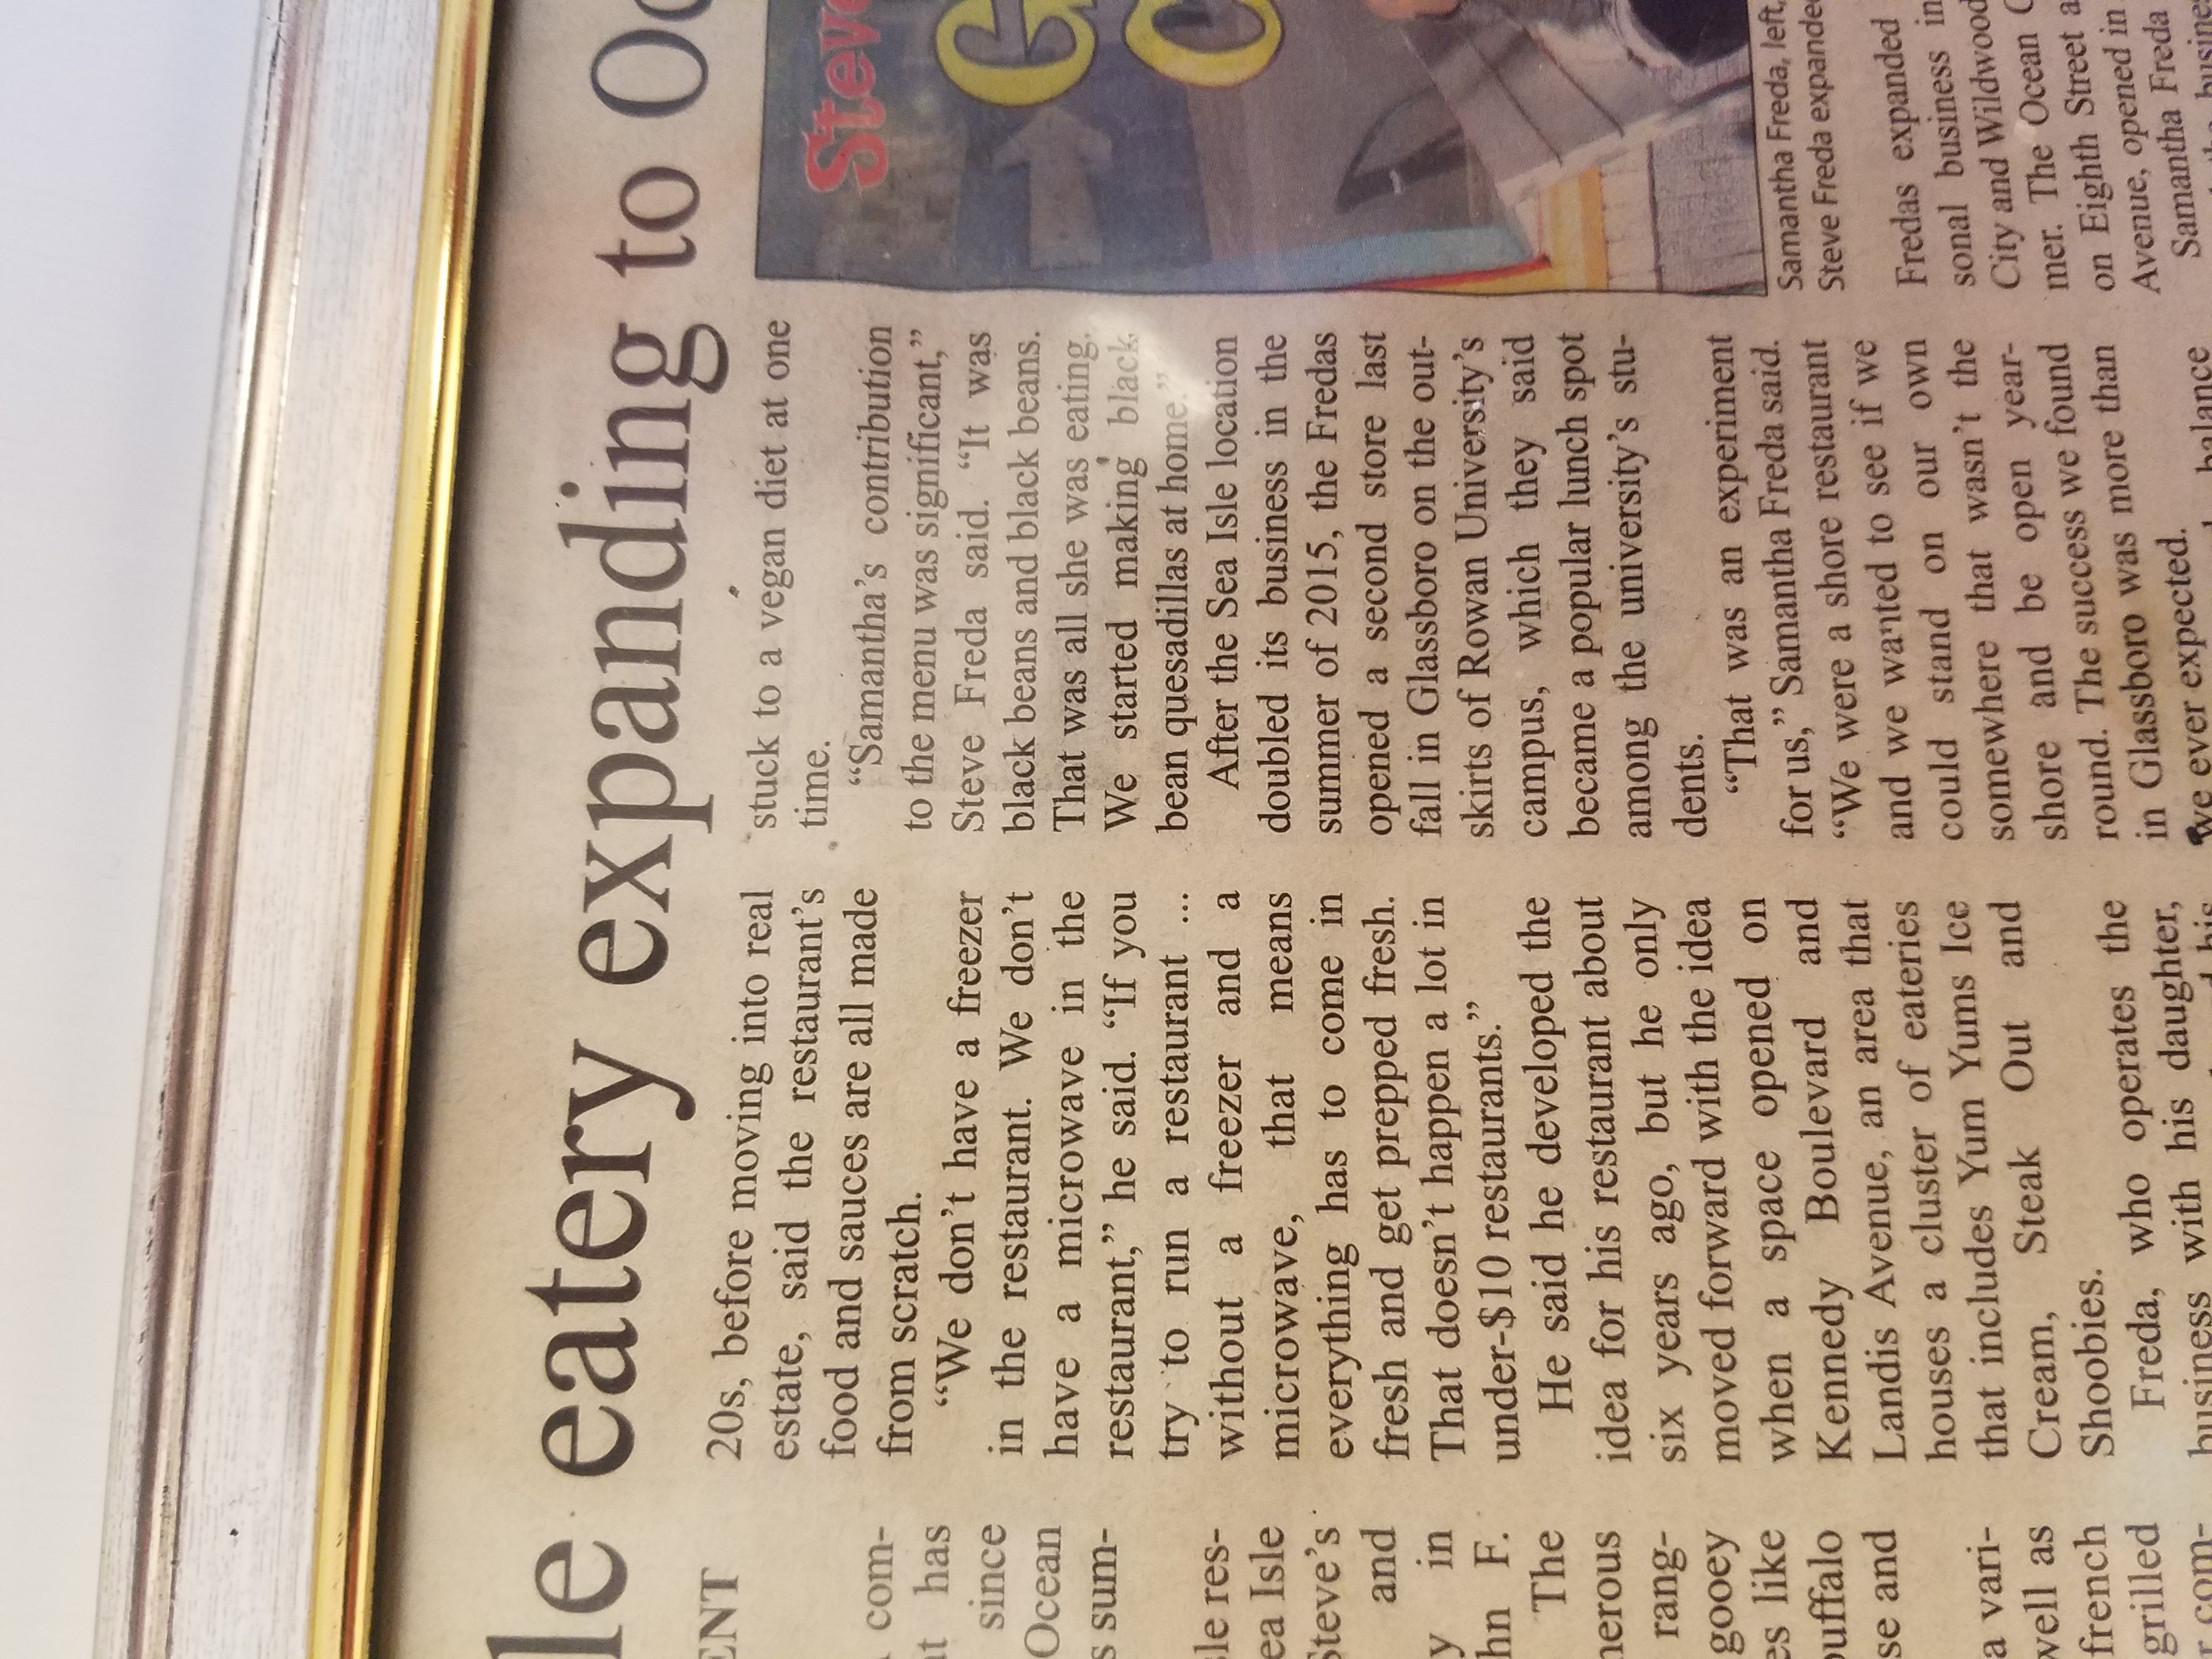 le eatery expanding to Oc
ENT
com-
at has
since
Ocean
s sum-
sle res-
ea Isle
Steve's
and
y in
hn F.
The
nerous
rang-
gooey
es like
ouffalo
se and
a vari-
well as
french
grilled
com-
20s, before moving into real
estate, said the restaurant's
food and sauces are all made
from scratch.
“We don't have a freezer
in the restaurant. We don't
have a microwave in the
restaurant,” he said. “If you
try to run a restaurant ...
without a freezer and a
microwave, that means
everything has to come in
fresh and get prepped fresh.
That doesn't happen a lot in
under-$10 restaurants.”
He said he developed the
idea for his restaurant about
six years ago, but he only
moved forward with the idea
when a space opened on
Kennedy Boulevard and
Landis Avenue, an area that
houses a cluster of eateries
that includes Yum Yums Ice
Cream, Steak Out and
Shoobies.
Freda, who operates the
business with his daughter,
stuck to a vegan diet at one
time.
“Samantha's contribution
to the menu was significant,”
Steve Freda said. “It was
black beans and black beans.
That was all she was eating.
We started making black
bean quesadillas at home.”
After the Sea Isle location
doubled its business in the
summer of 2015, the Fredas
opened a second store last
fall in Glassboro on the out-
skirts of Rowan University's
campus, which they said
became a popular lunch spot
among the university's stu-
dents.
“That was an experiment
for us,” Samantha Freda said.
“We were a shore restaurant
and we wanted to see if we
could stand on our own
somewhere that wasn't the
shore and be open year-
round. The success we found
in Glassboro was more than
we ever expected.
balance
Steve
G
C
Samantha Freda, left,
Steve Freda expanded
Fredas expanded
sonal business in
City and Wildwood
mer. The Ocean C
on Eighth Street a
Avenue, opened in
Samantha Freda
busines